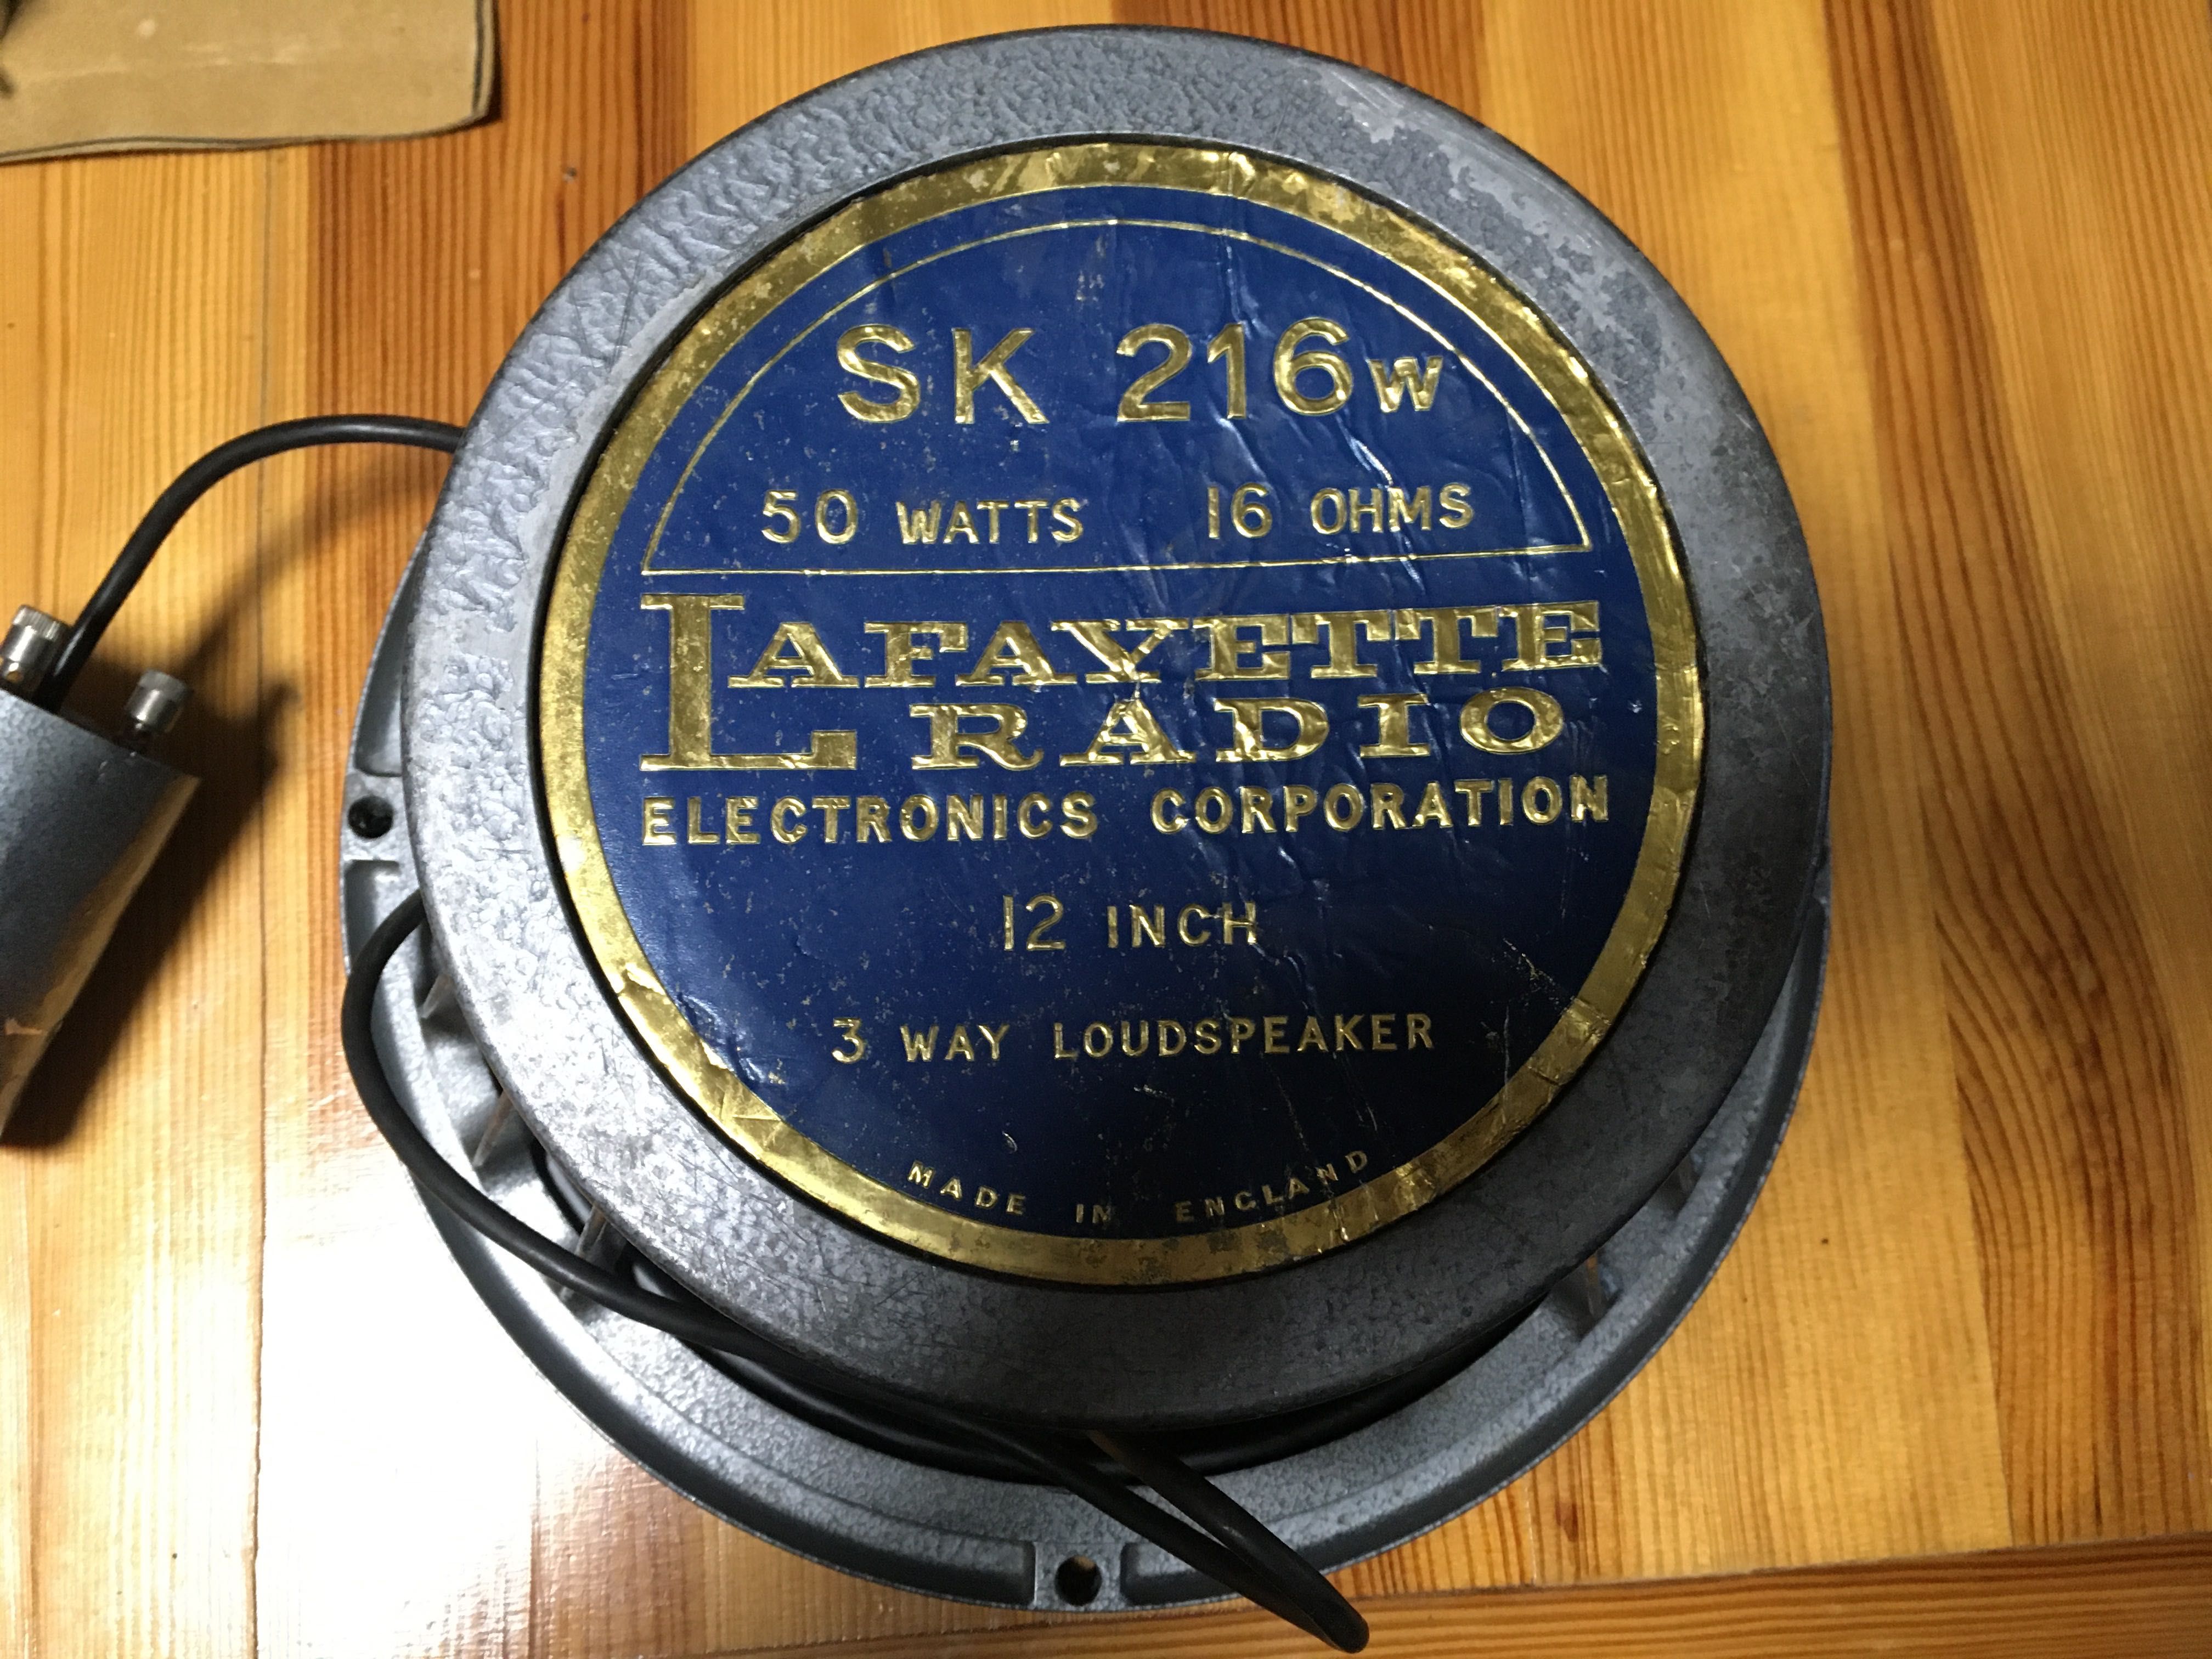 SK 216W
50 WATTS 16 OHMS
LAFAYETTE
RADIO
ELECTRONICS CORPORATION
12 INCH
3 WAY LOUDSPEAKER
MADE IN ENGLAND